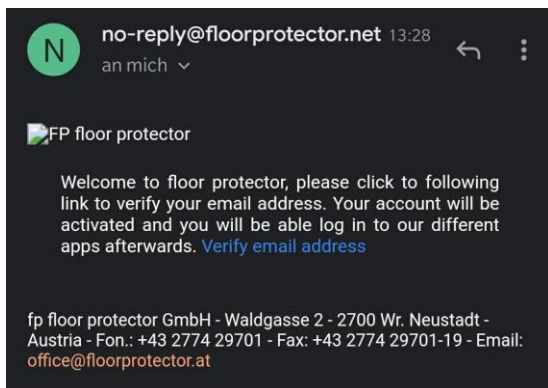 N
no-reply@floorprotector.net 13:28
an mich
FP floor protector
Welcome to floor protector, please click to following
link to verify your email address. Your account will be
activated and you will be able log in to our different
apps afterwards. Verify email address
fp floor protector GmbH - Waldgasse 2 - 2700 Wr. Neustadt -
Austria - Fon.: +43 2774 29701 - Fax: +43 2774 29701-19 - Email:
office@floorprotector.at